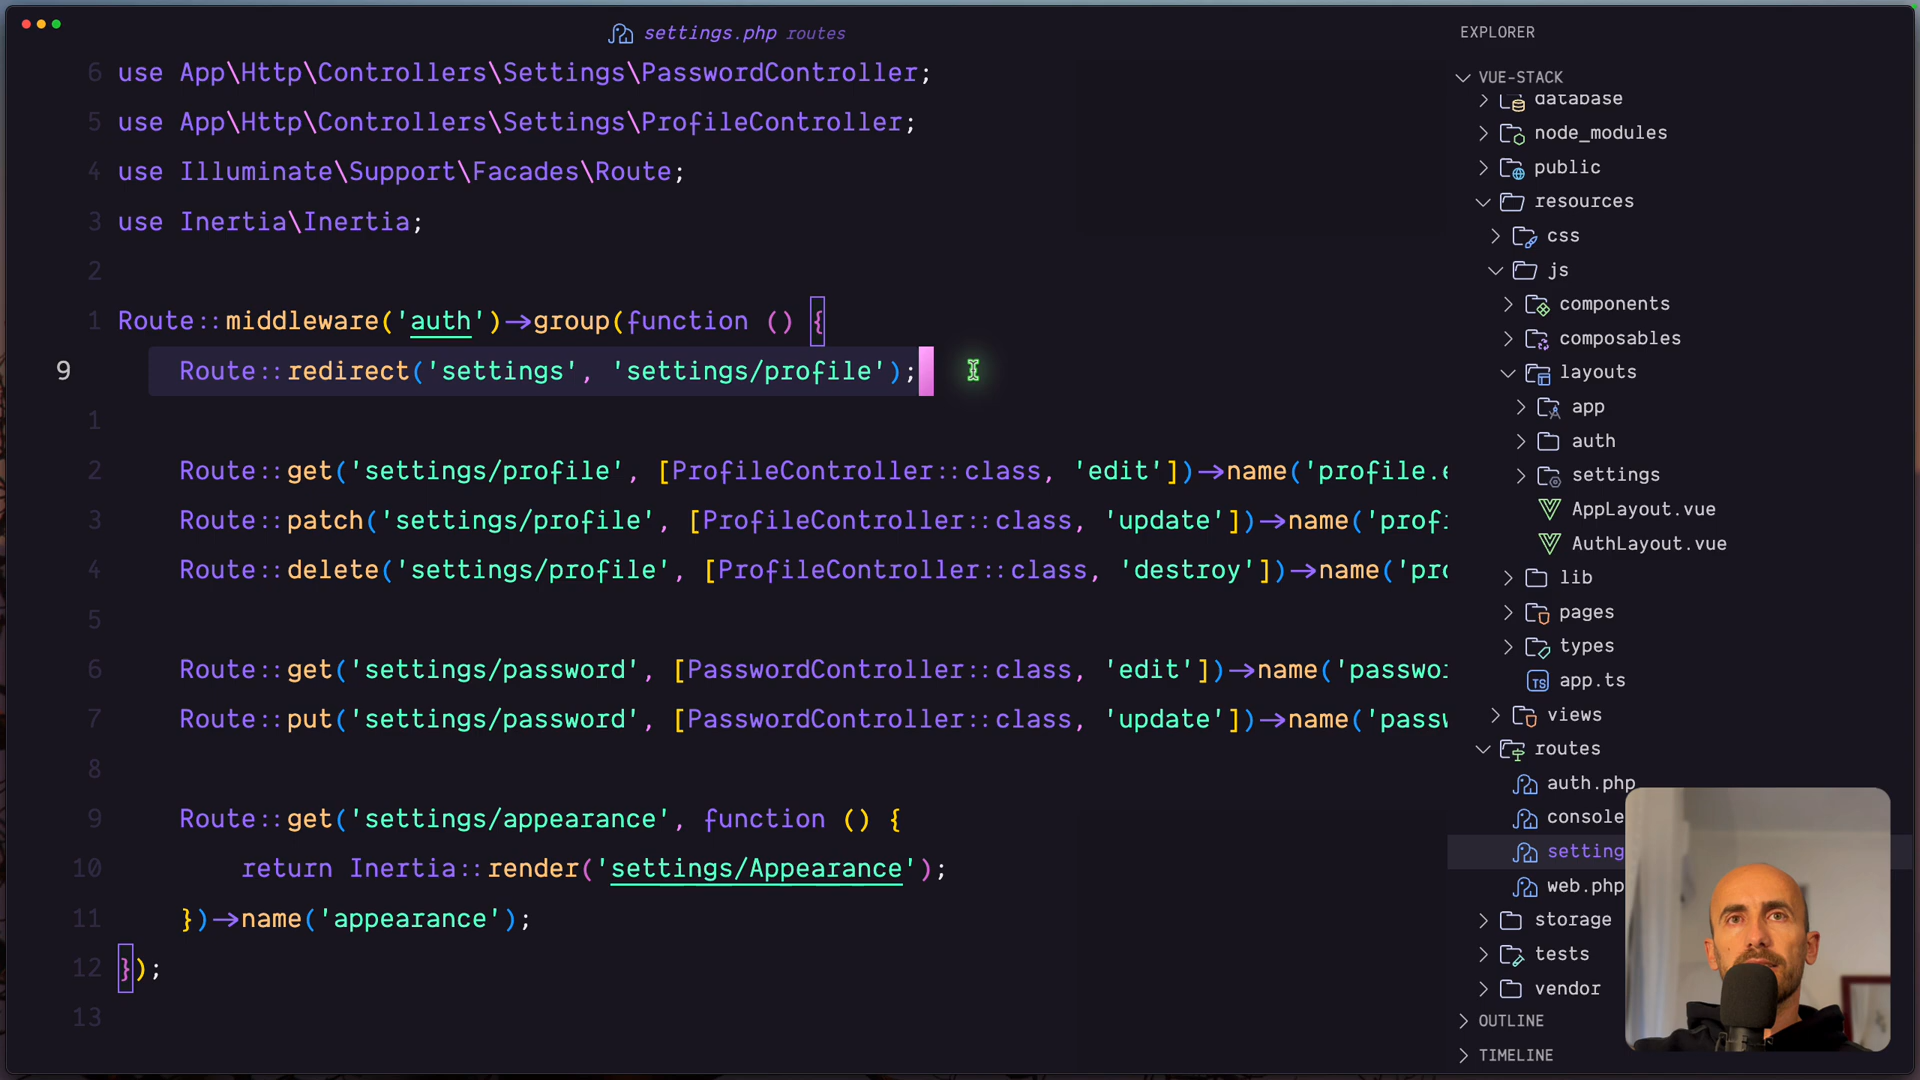 settings.php routes
6 use App\Http\Controllers\Settings\PasswordController;
5 use App\Http\Controllers\Settings\ProfileController;
4 use Illuminate\Support\Facades\Route;
3 use Inertia\Inertia;
2
1 Route::middleware('auth')->group(function () {
9 Route::redirect('settings', 'settings/profile');
1
2 Route::get('settings/profile', [ProfileController::class, 'edit'])->name('profile.e
3 Route::patch('settings/profile', [ProfileController::class, 'update'])->name('profi
4 Route::delete('settings/profile', [ProfileController::class, 'destroy'])->name('pro
5
6 Route::get('settings/password', [PasswordController::class, 'edit'])->name('passwor
7 Route::put('settings/password', [PasswordController::class, 'update'])->name('passw
8
9 Route::get('settings/appearance', function () {
10 return Inertia::render('settings/Appearance');
11 })->name('appearance');
12 });
13
EXPLORER
VUE-STACK
database
node_modules
public
resources
css
js
components
composables
layouts
app
auth
settings
AppLayout.vue
AuthLayout.vue
lib
pages
types
TS app.ts
views
routes
auth.php
console
setting
web.php
storage
tests
vendor
OUTLINE
TIMELINE